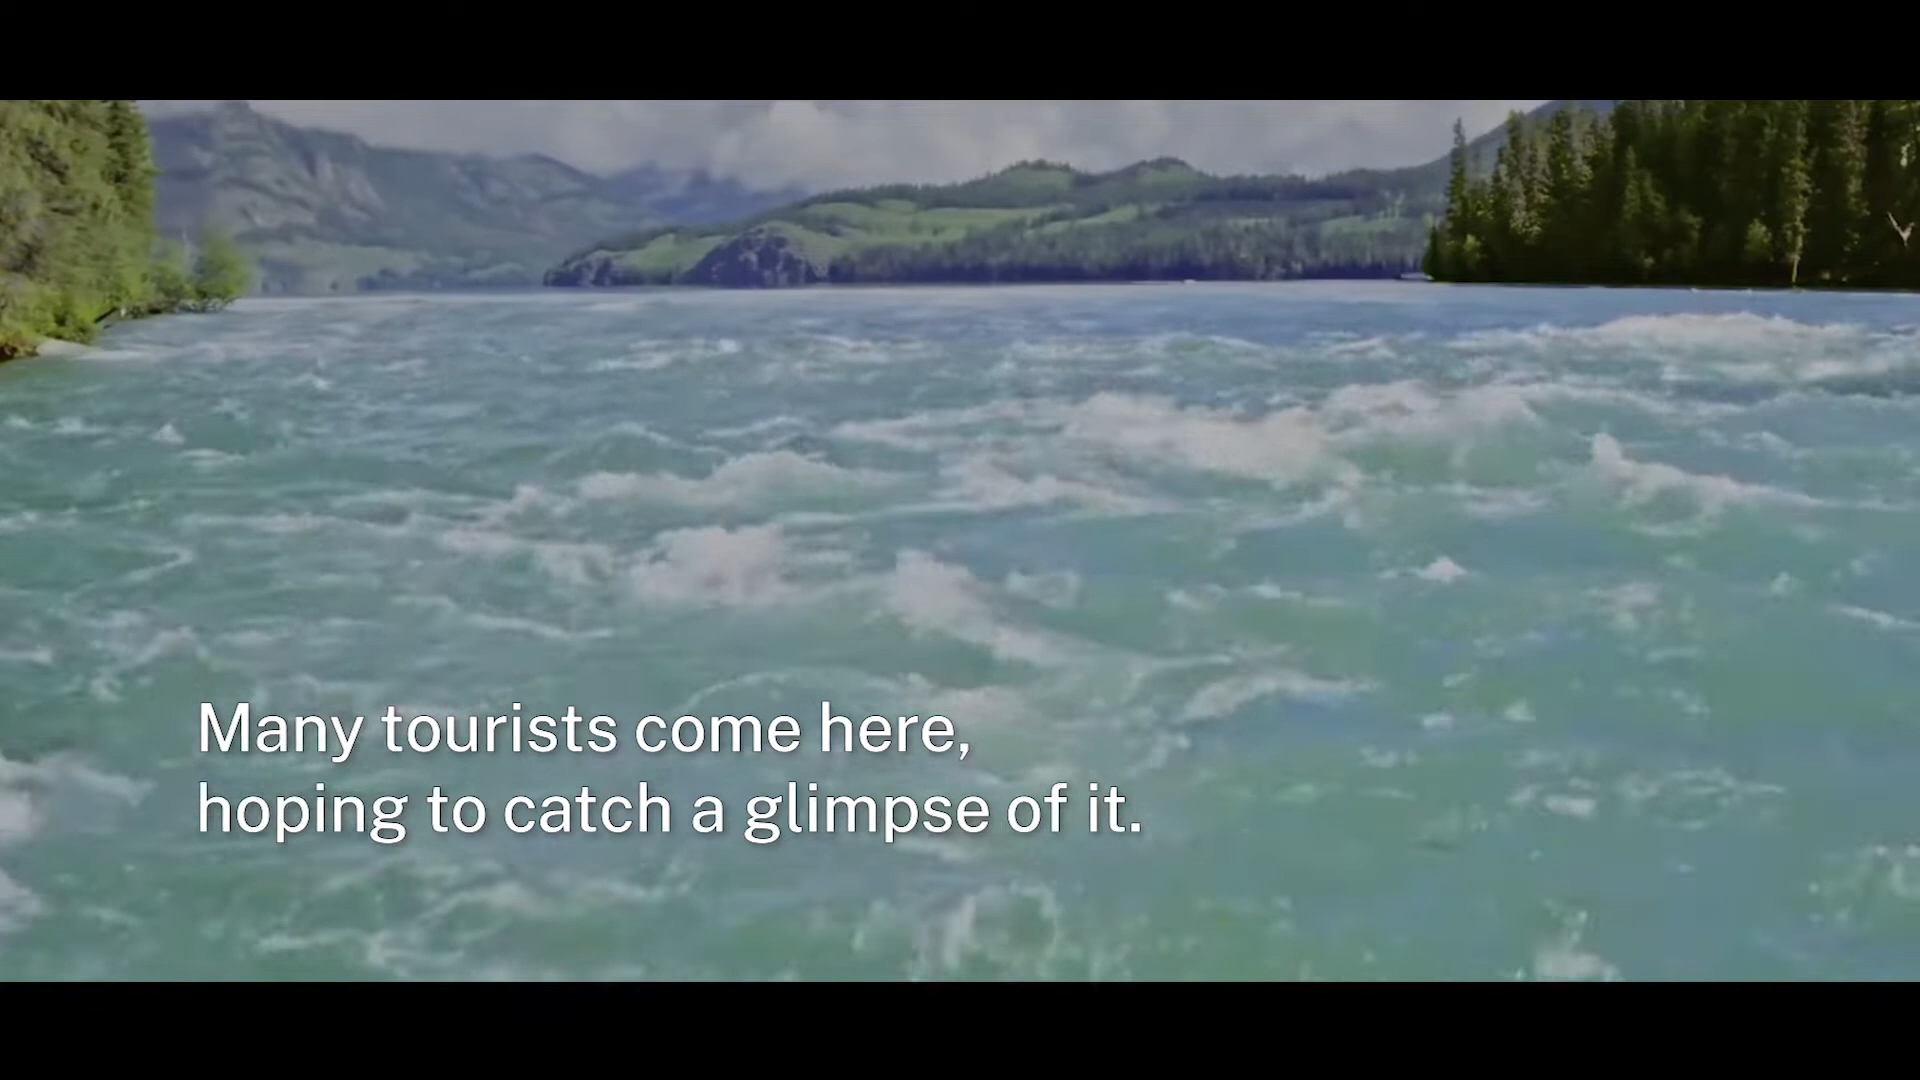 Many tourists come here,
hoping to catch a glimpse of it.